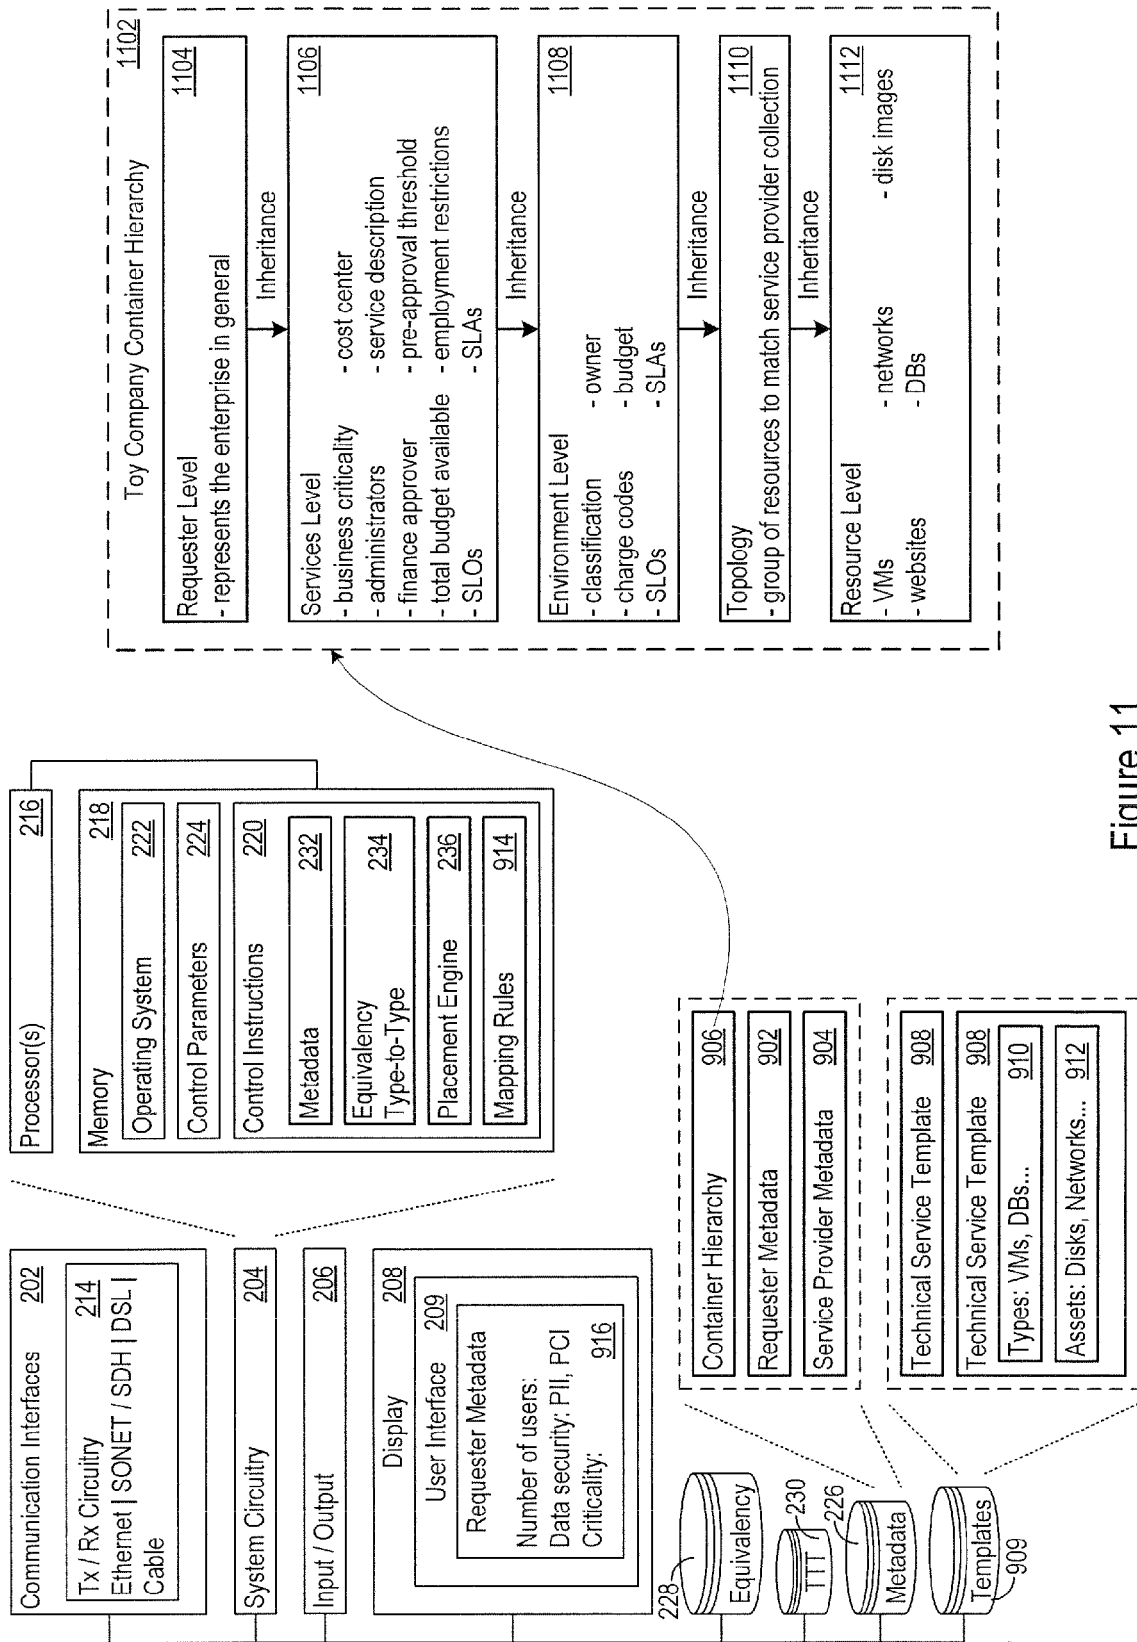 Communication Interfaces 202
Tx / Rx Circuitry 214
Ethernet | SONET / SDH | DSL |
Cable
System Circuitry 204
Input / Output 206
Display 208
User Interface 209
Requester Metadata
Number of users:
Data security: PII, PCI
Criticality: 916
228
Equivalency
TTT
230
226
Metadata
Templates
909
Processor(s) 216
Memory 218
Operating System 222
Control Parameters 224
Control Instructions 220
Metadata 232
Equivalency 234
Type-to-Type
Placement Engine 236
Mapping Rules 914
Container Hierarchy 906
Requester Metadata 902
Service Provider Metadata 904
Technical Service Template 908
Technical Service Template 908
Types: VMs, DBs... 910
Assets: Disks, Networks... 912
Toy Company Container Hierarchy 1102
Requester Level 1104
- represents the enterprise in general
Inheritance
Services Level 1106
- business criticality - cost center
- administrators - service description
- finance approver - pre-approval threshold
- total budget available - employment restrictions
- SLOs - SLAs
Inheritance
Environment Level 1108
- classification - owner
- charge codes - budget
- SLOs - SLAs
Inheritance
Topology 1110
- group of resources to match service provider collection
Inheritance
Resource Level 1112
- VMs - networks - disk images
- websites - DBs
Figure 11